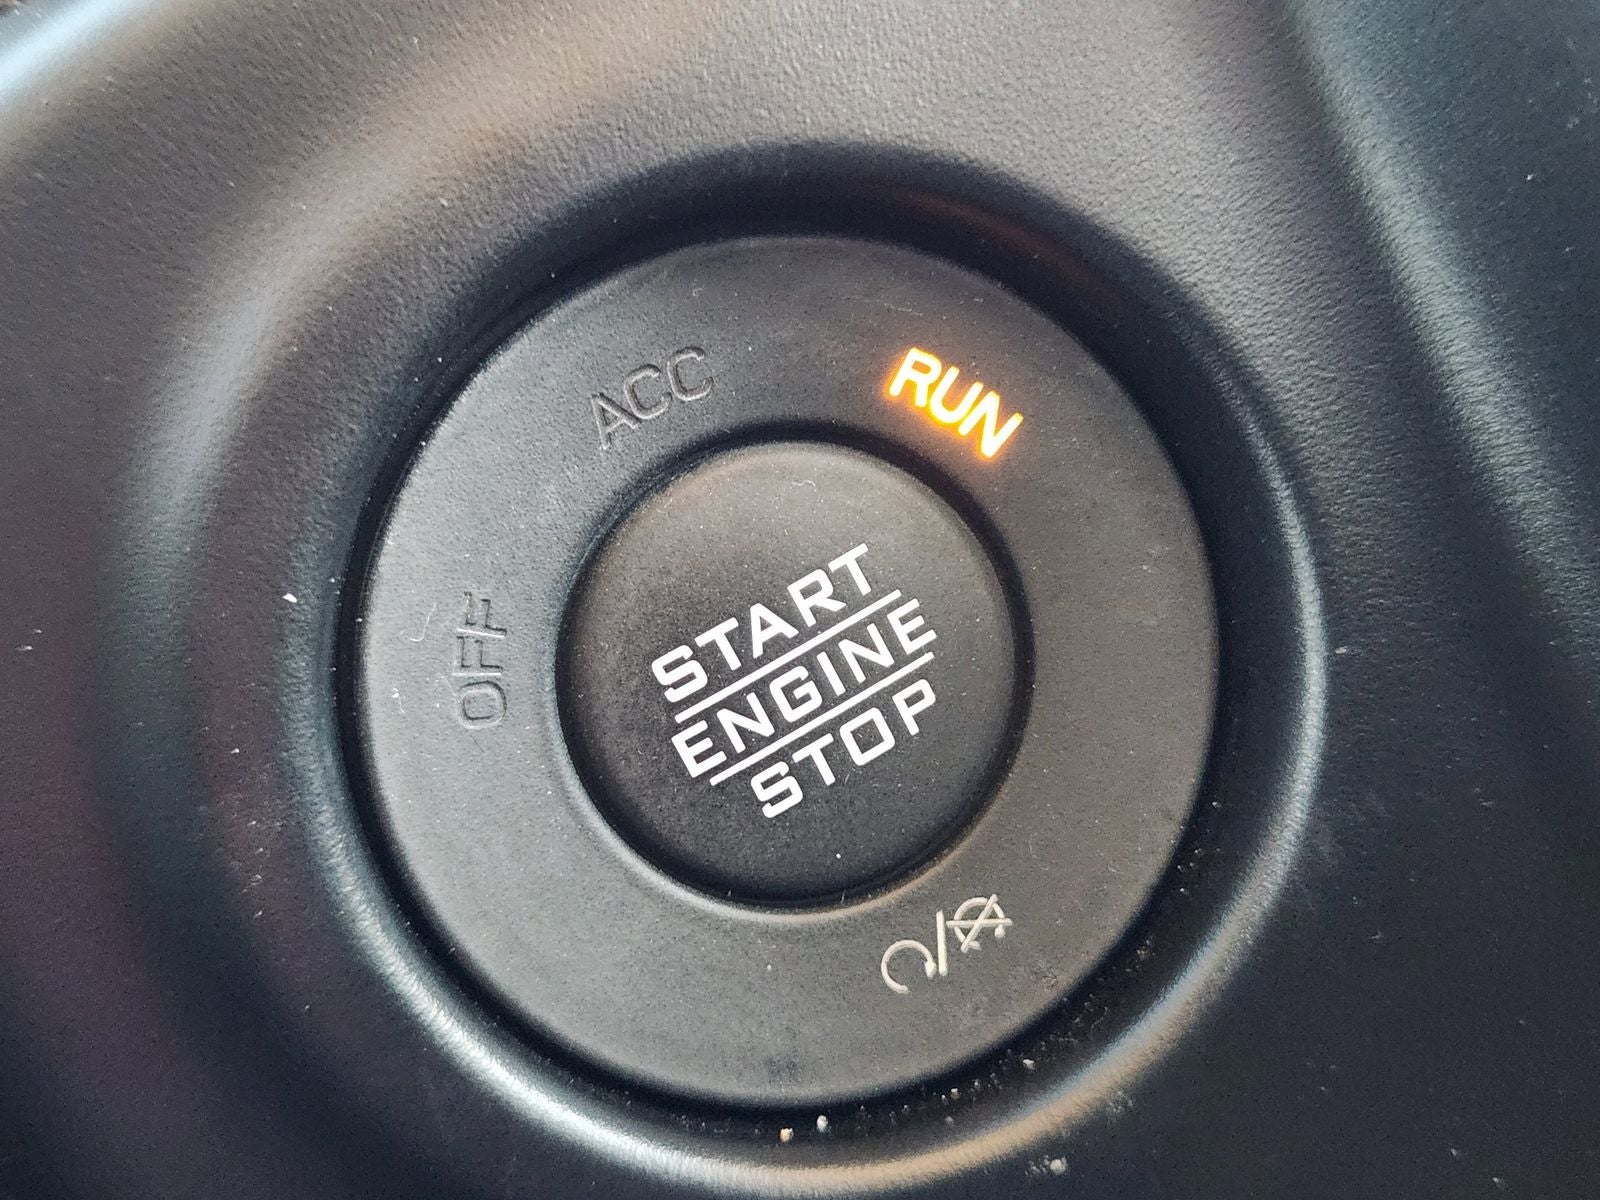 ACC
RUN
OFF
START
ENGINE
STOP